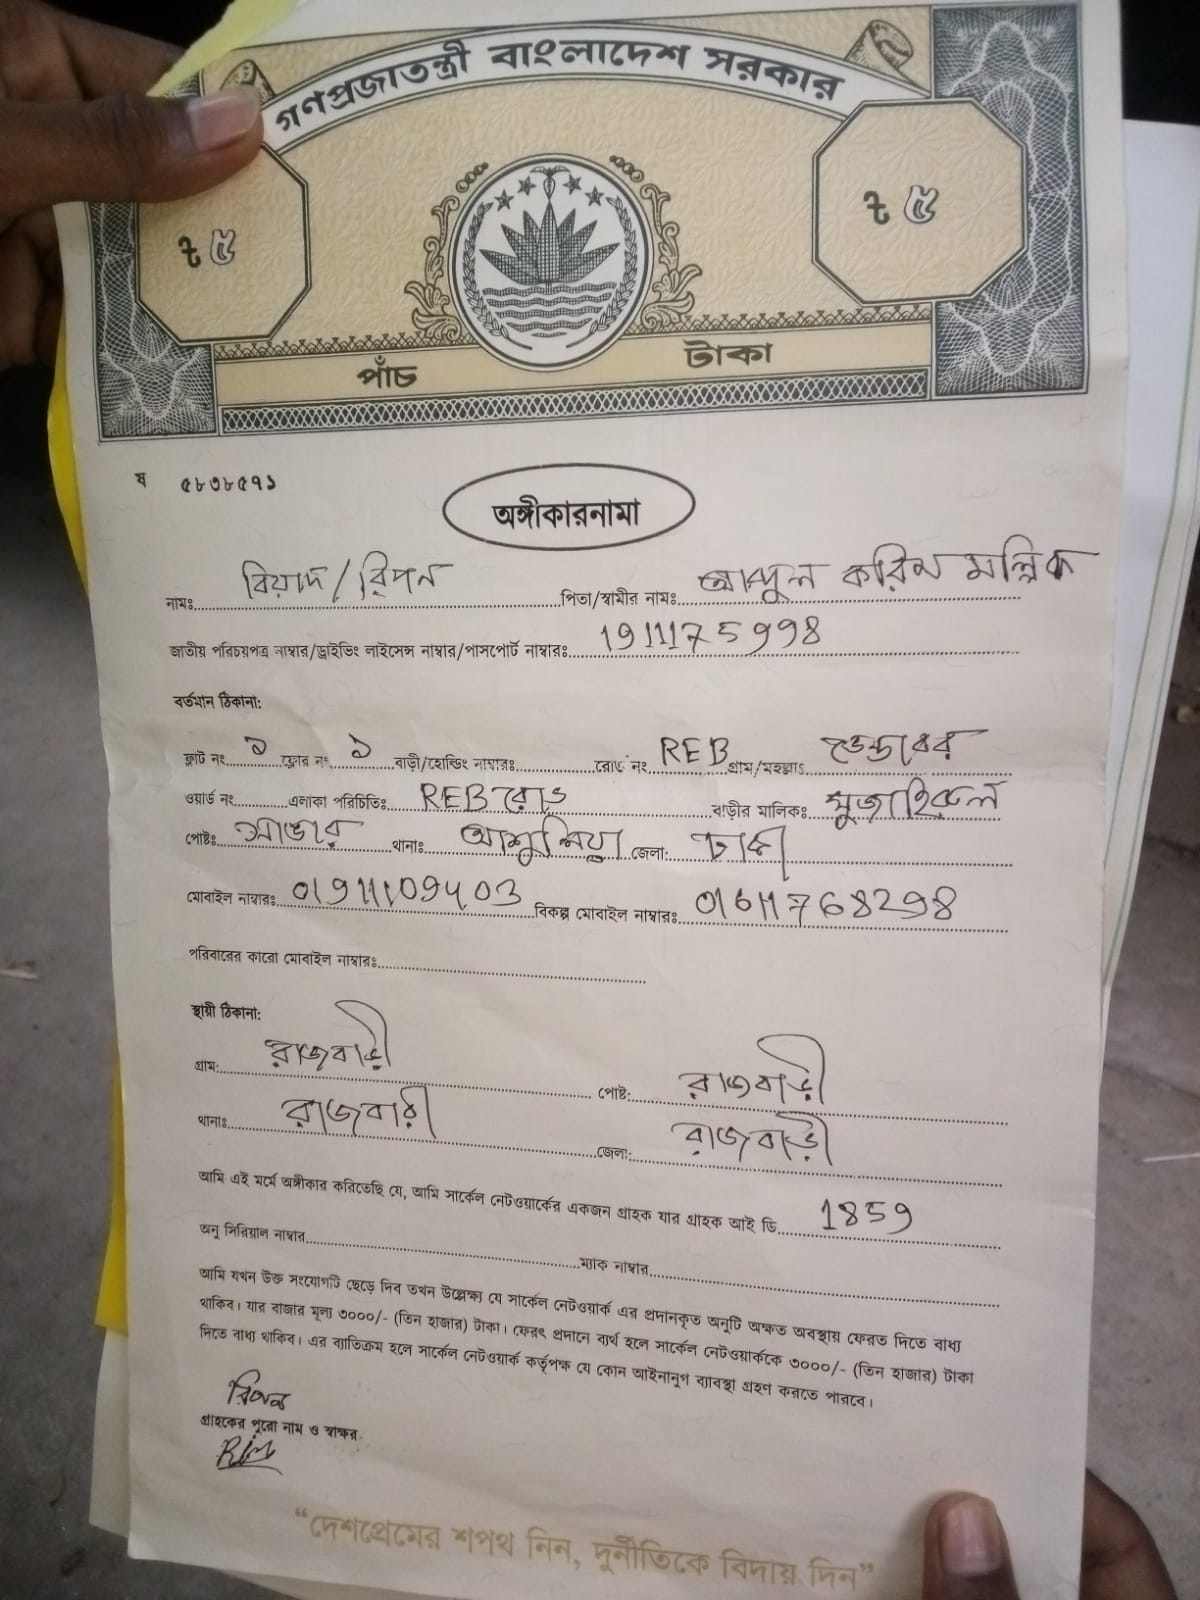 গণপ্রজাতন্ত্রী বাংলাদেশ সরকার
৳ ৫
৳ ৫
পাঁচ টাকা
ষ ৫৮৩৮৫৭১
অঙ্গীকারনামা
নামঃ রিয়াদ / রিপন পিতা/স্বামীর নামঃ আব্দুল করিম মল্লিক
জাতীয় পরিচয়পত্র নাম্বার/ড্রাইভিং লাইসেন্স নাম্বার/পাসপোর্ট নাম্বারঃ 1911175998
বর্তমান ঠিকানা:
ফ্লাট নং ১ ফ্লোর নং ১ বাড়ী/হোল্ডিং নাম্বারঃ রোড নং REB গ্রাম/মহল্লাঃ
ওয়ার্ড নং এলাকা পরিচিতি: REB রোড বাড়ীর মালিক:
পোষ্ট: থানা: আশুলিয়া জেলা: ঢাকা
মোবাইল নাম্বারঃ বিকল্প মোবাইল নাম্বারঃ 01611768298
পরিবারের কারো মোবাইল নাম্বারঃ
স্থায়ী ঠিকানা:
গ্রাম: রাজবাড়ী পোষ্ট: রাজবাড়ী
থানাঃ রাজবারী জেলা: রাজবাড়ী
আমি এই মর্মে অঙ্গীকার করিতেছি যে, আমি সার্কেল নেটওয়ার্কের একজন গ্রাহক যার গ্রাহক আই ডি 1859
অনু সিরিয়াল নাম্বার ম্যাক নাম্বার
আমি যখন উক্ত সংযোগটি ছেড়ে দিব তখন উল্লেক্ষ্য যে সার্কেল নেটওয়ার্ক এর প্রদানকৃত অনুটি অক্ষত অবস্থায় ফেরত দিতে বাধ্য
থাকিব। যার বাজার মূল্য ৩০০০/- (তিন হাজার) টাকা। ফেরৎ প্রদানে ব্যর্থ হলে সার্কেল নেটওয়ার্ককে ৩০০০/- (তিন হাজার) টাকা
দিতে বাধ্য থাকিব। এর ব্যাতিক্রম হলে সার্কেল নেটওয়ার্ক কর্তৃপক্ষ যে কোন আইনানুগ ব্যাবস্থা গ্রহণ করতে পারবে।
রিপন
গ্রাহকের পুরো নাম ও স্বাক্ষর
“দেশপ্রেমের শপথ নিন, দুর্নীতিকে বিদায় দিন”